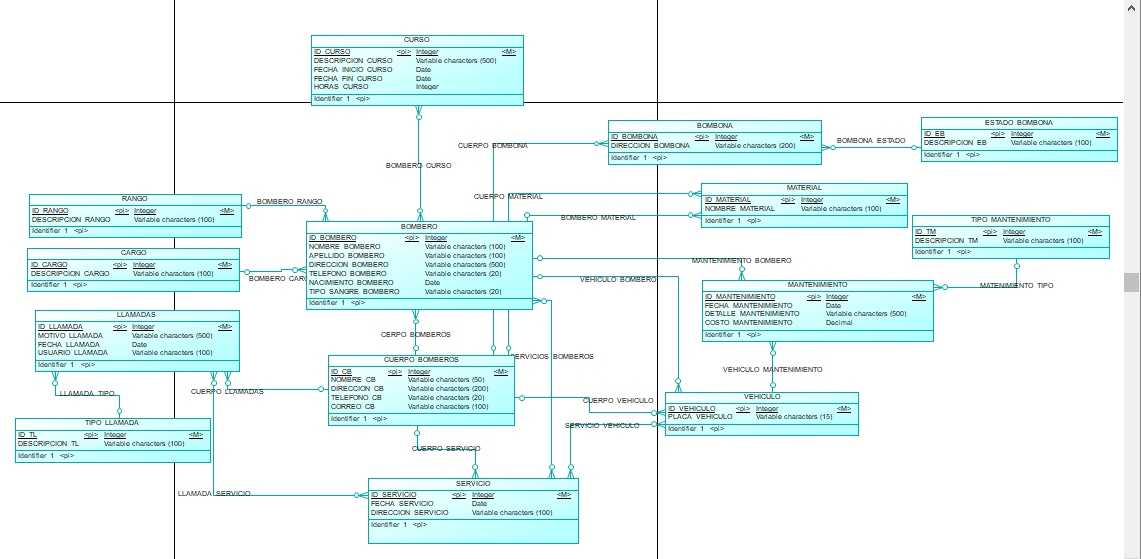 CURSO
ID_CURSO <pi> Integer <M>
DESCRIPCION_CURSO Variable characters (500)
FECHA_INICIO_CURSO Date
FECHA_FIN_CURSO Date
HORAS_CURSO Integer
Identifier_1 <pi>
BOMBONA
ID_BOMBONA <pi> Integer <M>
DIRECCION_BOMBONA Variable characters (200)
Identifier_1 <pi>
BOMBONA_ESTADO
ESTADO_BOMBONA
ID_EB <pi> Integer <M>
DESCRIPCION_EB Variable characters (100)
Identifier_1 <pi>
CUERPO_BOMBONA
BOMBERO_CURSO
RANGO
ID_RANGO <pi> Integer <M>
DESCRIPCION_RANGO Variable characters (100)
Identifier_1 <pi>
BOMBERO_RANGO
CUERPO_MATERIAL
BOMBERO_MATERIAL
MATERIAL
ID_MATERIAL <pi> Integer <M>
NOMBRE_MATERIAL Variable characters (100)
Identifier_1 <pi>
TIPO_MANTENIMIENTO
ID_TM <pi> Integer <M>
DESCRIPCION_TM Variable characters (100)
Identifier_1 <pi>
CARGO
ID_CARGO <pi> Integer <M>
DESCRIPCION_CARGO Variable characters (100)
Identifier_1 <pi>
BOMBERO_CARG
BOMBERO
ID_BOMBERO <pi> Integer <M>
NOMBRE_BOMBERO Variable characters (100)
APELLIDO_BOMBERO Variable characters (100)
DIRECCION_BOMBERO Variable characters (500)
TELEFONO_BOMBERO Variable characters (20)
NACIMIENTO_BOMBERO Date
TIPO_SANGRE_BOMBERO Variable characters (20)
Identifier_1 <pi>
MANTENIMIENTO_BOMBERO
VEHICULO_BOMBERO
MANTENIMIENTO
ID_MANTENIMIENTO <pi> Integer <M>
FECHA_MANTENIMIENTO Date
DETALLE_MANTENIMIENTO Variable characters (500)
COSTO_MANTENIMIENTO Decimal
Identifier_1 <pi>
MATENIMIENTO_TIPO
LLAMADAS
ID_LLAMADA <pi> Integer <M>
MOTIVO_LLAMADA Variable characters (500)
FECHA_LLAMADA Date
USUARIO_LLAMADA Variable characters (100)
Identifier_1 <pi>
CERPO_BOMBEROS
SERVICIOS_BOMBEROS
CUERPO_BOMBEROS
ID_CB <pi> Integer <M>
NOMBRE_CB Variable characters (50)
DIRECCION_CB Variable characters (200)
TELEFONO_CB Variable characters (20)
CORREO_CB Variable characters (100)
Identifier_1 <pi>
VEHICULO_MANTENIMIENTO
LLAMADA_TIPO
CUERPO_LLAMADAS
CUERPO_VEHICULO
VEHICULO
ID_VEHICULO <pi> Integer <M>
PLACA_VEHICULO Variable characters (15)
Identifier_1 <pi>
SERVICIO_VEHICULO
TIPO_LLAMADA
ID_TL <pi> Integer <M>
DESCRIPCION_TL Variable characters (100)
Identifier_1 <pi>
CUERPO_SERVICIO
LLAMADA_SERVICIO
SERVICIO
ID_SERVICIO <pi> Integer <M>
FECHA_SERVICIO Date
DIRECCION_SERVICIO Variable characters (100)
Identifier_1 <pi>